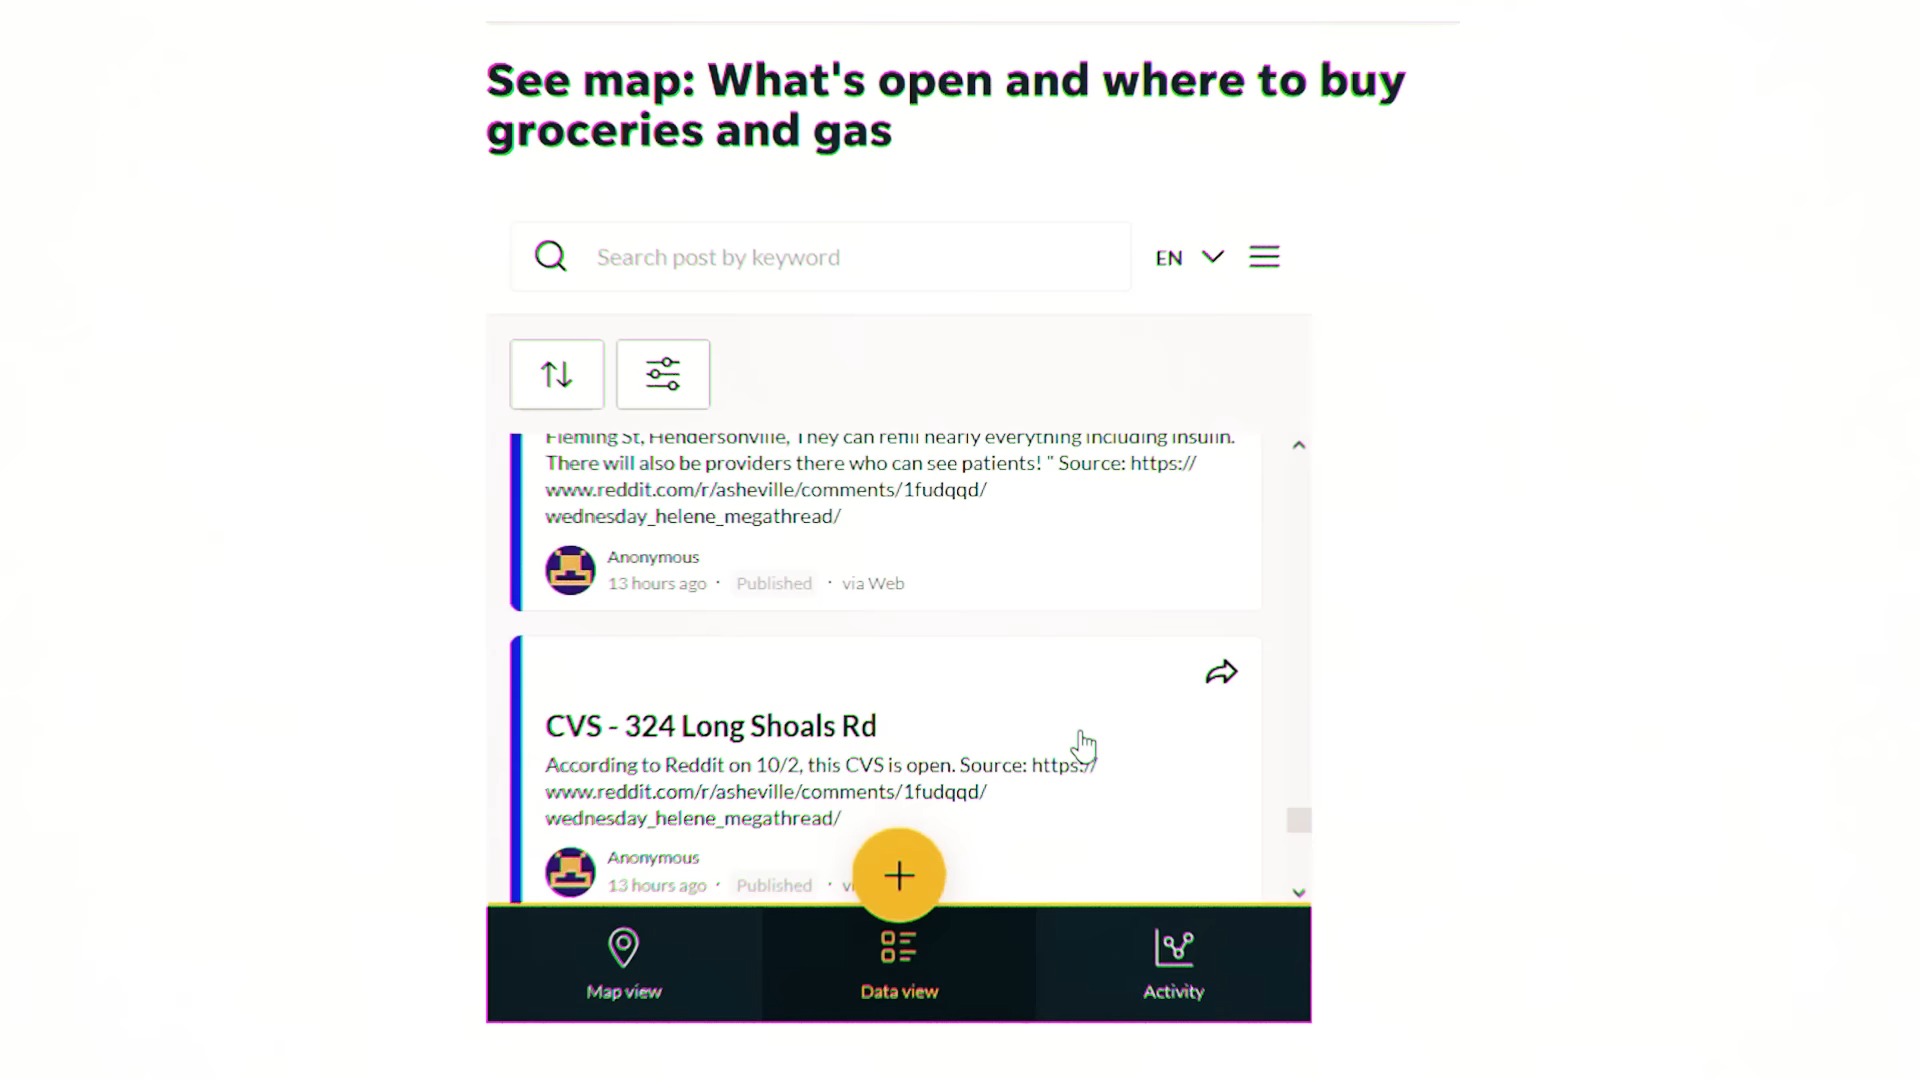 See map: What's open and where to buy
groceries and gas
Search post by keyword
EN
Fleming St, Hendersonville, They can refill nearly everything including insulin.
There will also be providers there who can see patients! " Source: https://
www.reddit.com/r/asheville/comments/1fudqqd/
wednesday_helene_megathread/
Anonymous
13 hours ago · Published · via Web
CVS - 324 Long Shoals Rd
According to Reddit on 10/2, this CVS is open. Source: https://
www.reddit.com/r/asheville/comments/1fudqqd/
wednesday_helene_megathread/
Anonymous
13 hours ago · Published ·
Map view
Data view
Activity